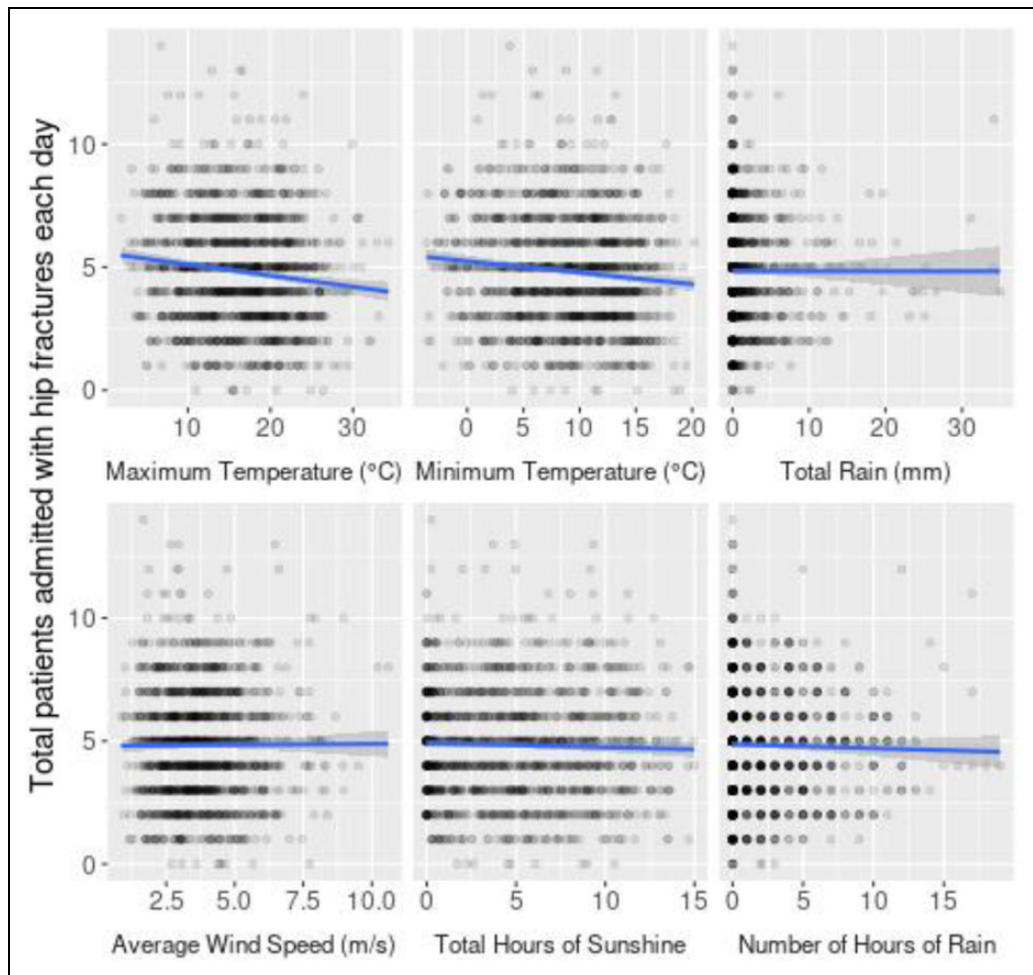 Total patients admitted with hip fractures each day
10
5
0
10 20 30
0 5 10 15 20
0 10 20 30
Maximum Temperature (°C)
Minimum Temperature (°C)
Total Rain (mm)
10
5
0
2.5 5.0 7.5 10.0
0 5 10 15
0 5 10 15
Average Wind Speed (m/s)
Total Hours of Sunshine
Number of Hours of Rain